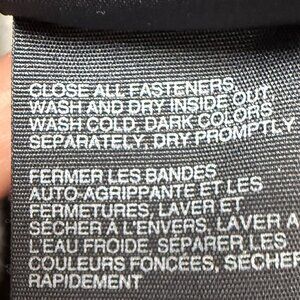 CLOSE ALL FASTENERS,
WASH AND DRY INSIDE OUT,
WASH COLD, DARK COLORS
SEPARATELY, DRY PROMPTLY
FERMER LES BANDES
AUTO-AGRIPPANTE ET LES
FERMETURES, LAVER ET
SÉCHER A L'ENVERS, LAVER A
L'EAU FROIDE, SÉPARER LES
COULEURS FONCÉES, SÉCHER
RAPIDEMENT